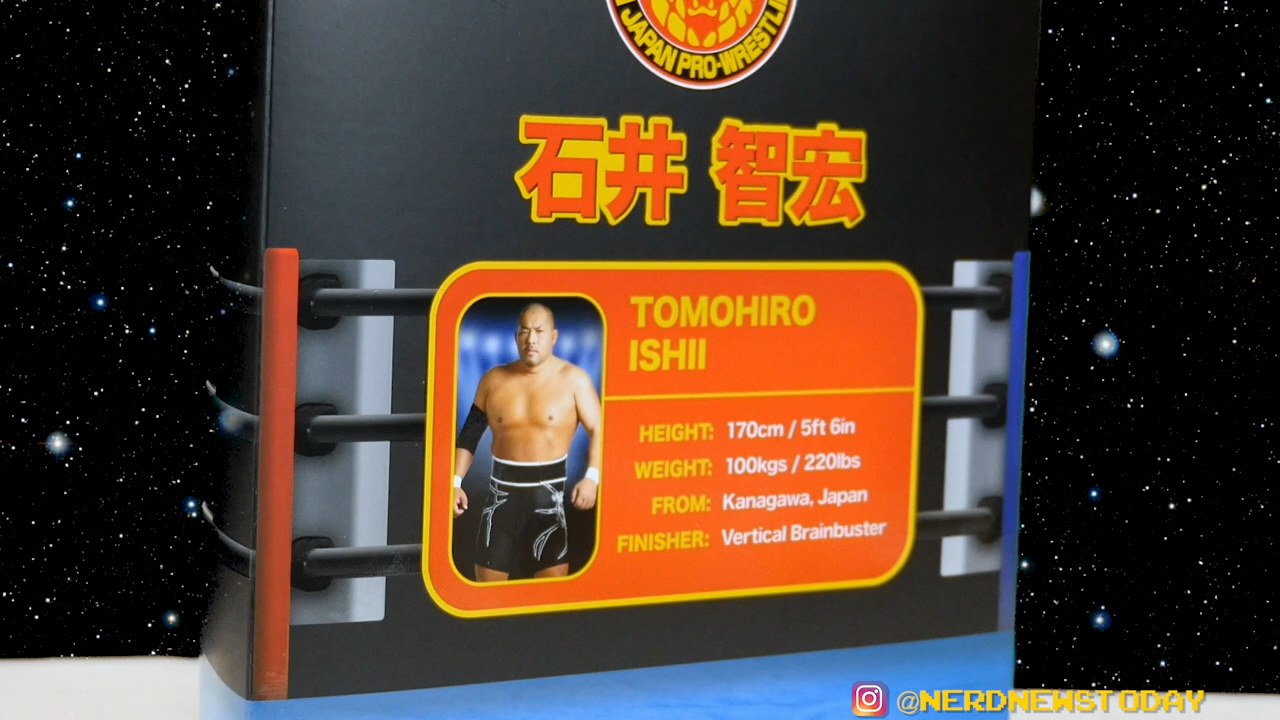 JAPAN PRO-WRESTLING
石井 智宏
TOMOHIRO
ISHII
HEIGHT: 170cm / 5ft 6in
WEIGHT: 100kgs / 220lbs
FROM: Kanagawa, Japan
FINISHER: Vertical Brainbuster
@NERDNEWSTODAY